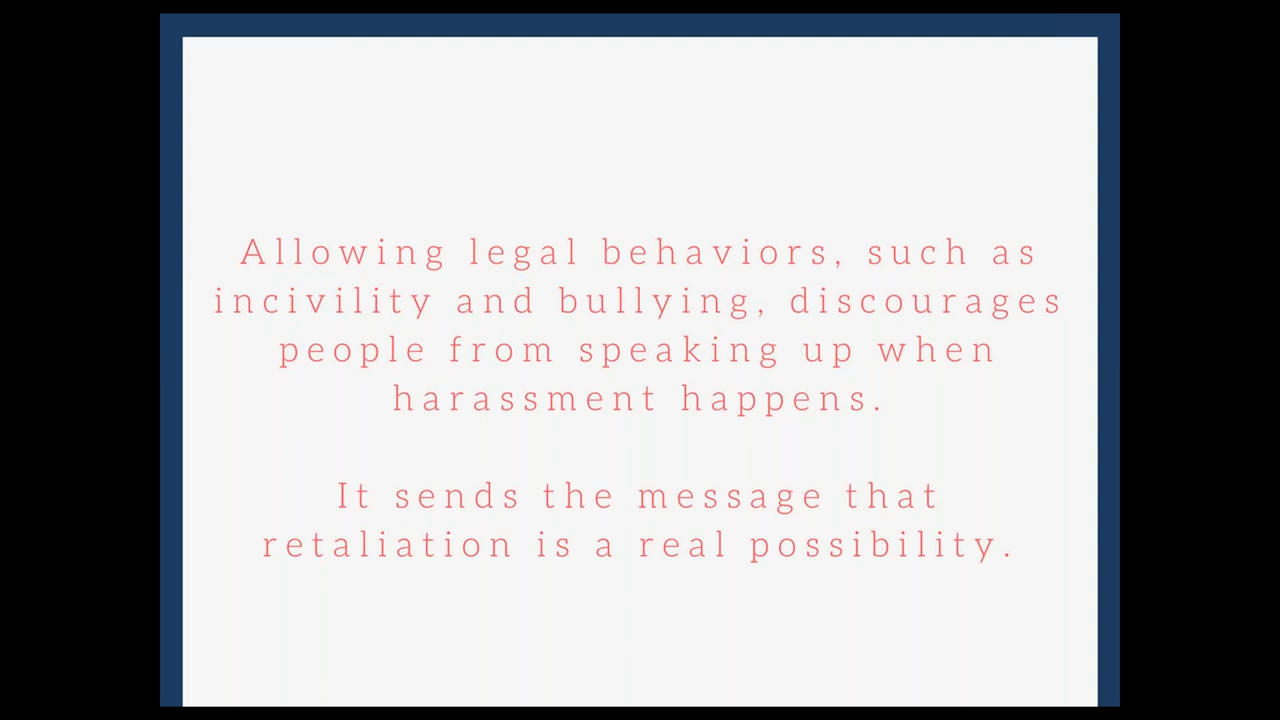 Allowing legal behaviors, such as
incivility and bullying, discourages
people from speaking up when
harassment happens.
It sends the message that
retaliation is a real possibility.